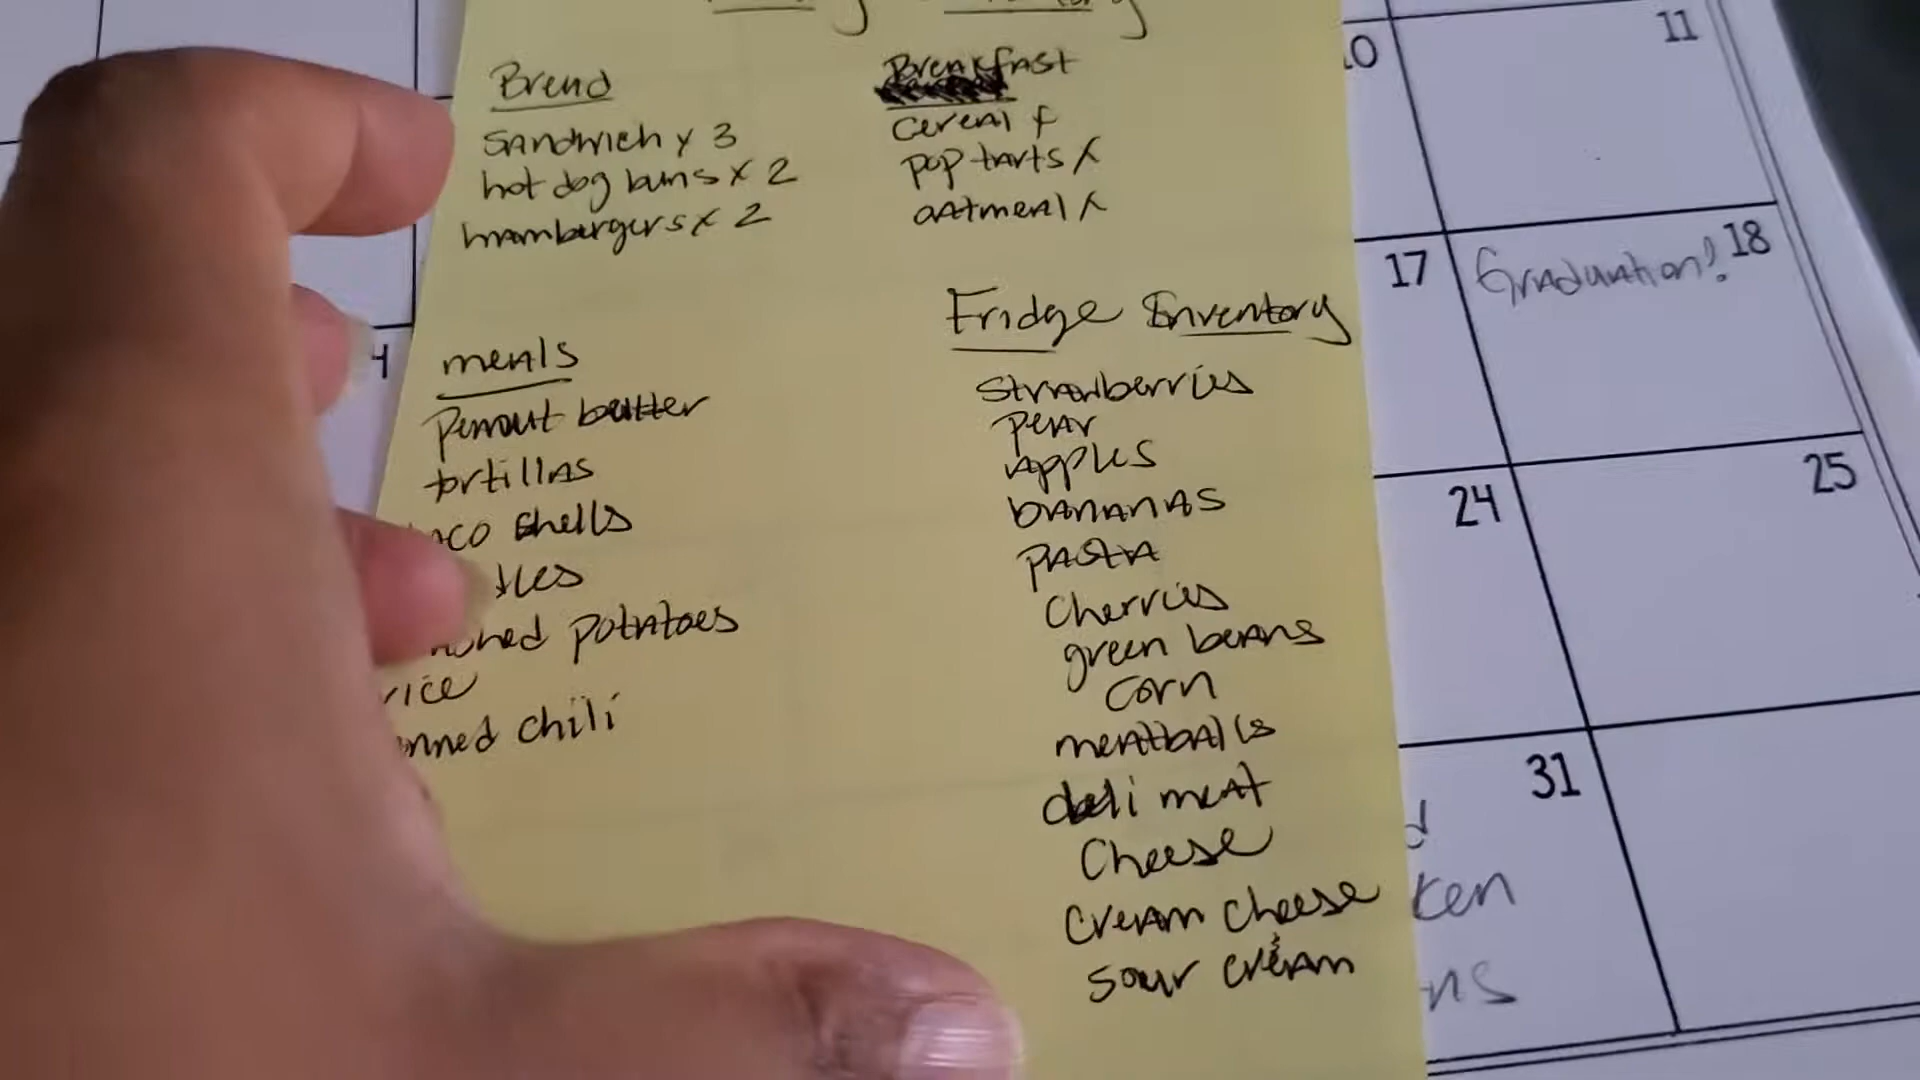 Bread
Sandwich x 3
hot dog buns x 2
hamburgers x 2
Breakfast
Cereal x
pop tarts x
oatmeal x
meals
Peanut butter
tortillas
shells
potatoes
rice
chili
Fridge Inventory
Strawberries
pear
Apples
bananas
pasta
Cherries
green beans
Corn
meatballs
deli meat
Cheese
Cream cheese
&
sour cream
11
17
Graduation! 18
24
25
31